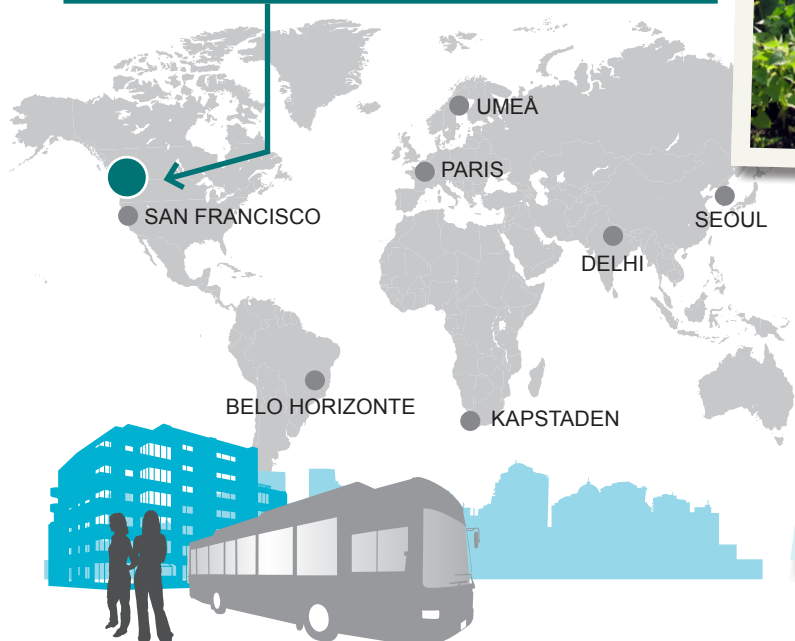 UMEÅ
PARIS
SAN FRANCISCO
SEOUL
DELHI
BELO HORIZONTE
KAPSTADEN